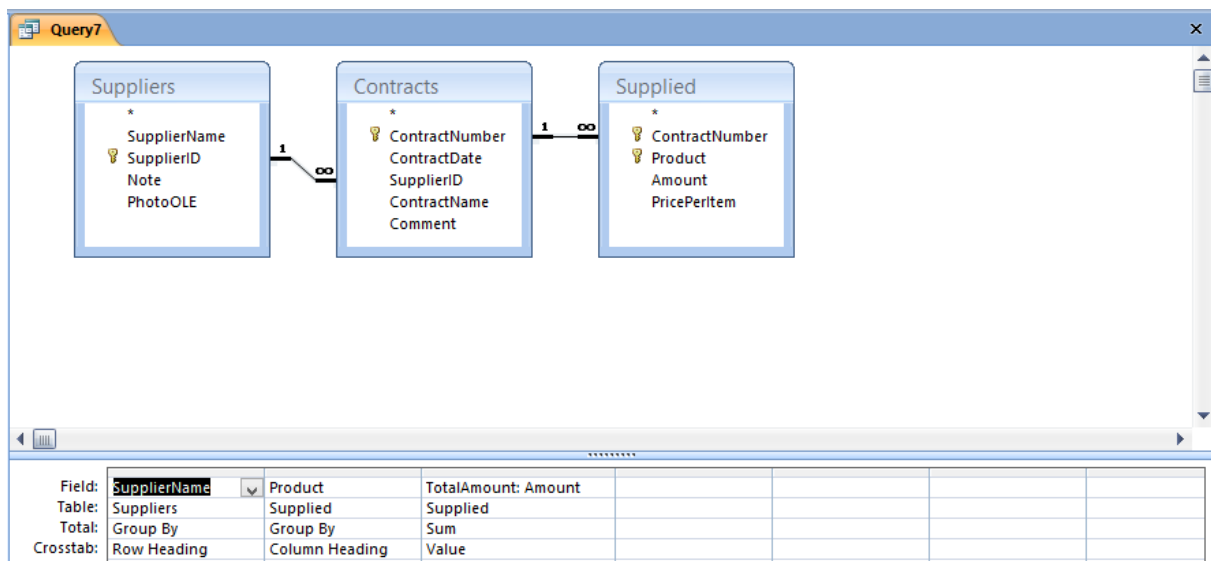 Query7
Suppliers
*
SupplierName
SupplierID
Note
PhotoOLE
1
∞
Contracts
*
ContractNumber
ContractDate
SupplierID
ContractName
Comment
1
∞
Supplied
*
ContractNumber
Product
Amount
PricePerItem
Field: SupplierName Product TotalAmount: Amount
Table: Suppliers Supplied Supplied
Total: Group By Group By Sum
Crosstab: Row Heading Column Heading Value